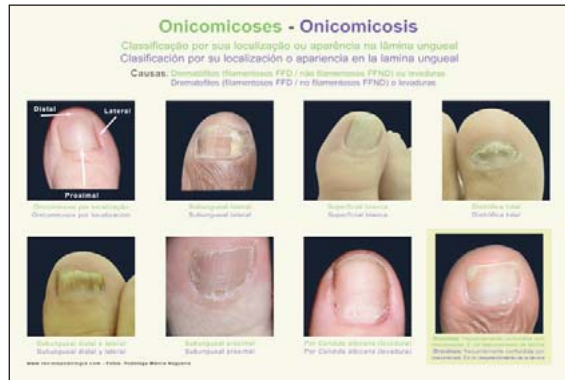 Onicomicoses - Onicomicosis
Classificação por sua localização ou aparência na lâmina ungueal
Clasificación por su localización o apariencia en la lamina ungueal
Causas: Drematofitos (filamentosos FFD / não filamentosos FFND) ou levaduras
Drematofitos (filamentosos FFD / no filamentosos FFND) o levaduras
Distal
Lateral
Proximal
Onicomicoses por localização
Onicomicosis por localización
Subungueal lateral
Subungueal lateral
Superficial branca
Superficial blanca
Distrófica total
Distrófica total
Subungueal distal e lateral
Subungueal distal y lateral
Subungueal proximal
Subungueal proximal
Por Candida albicans (levedura)
Por Candida albicans (levadura)